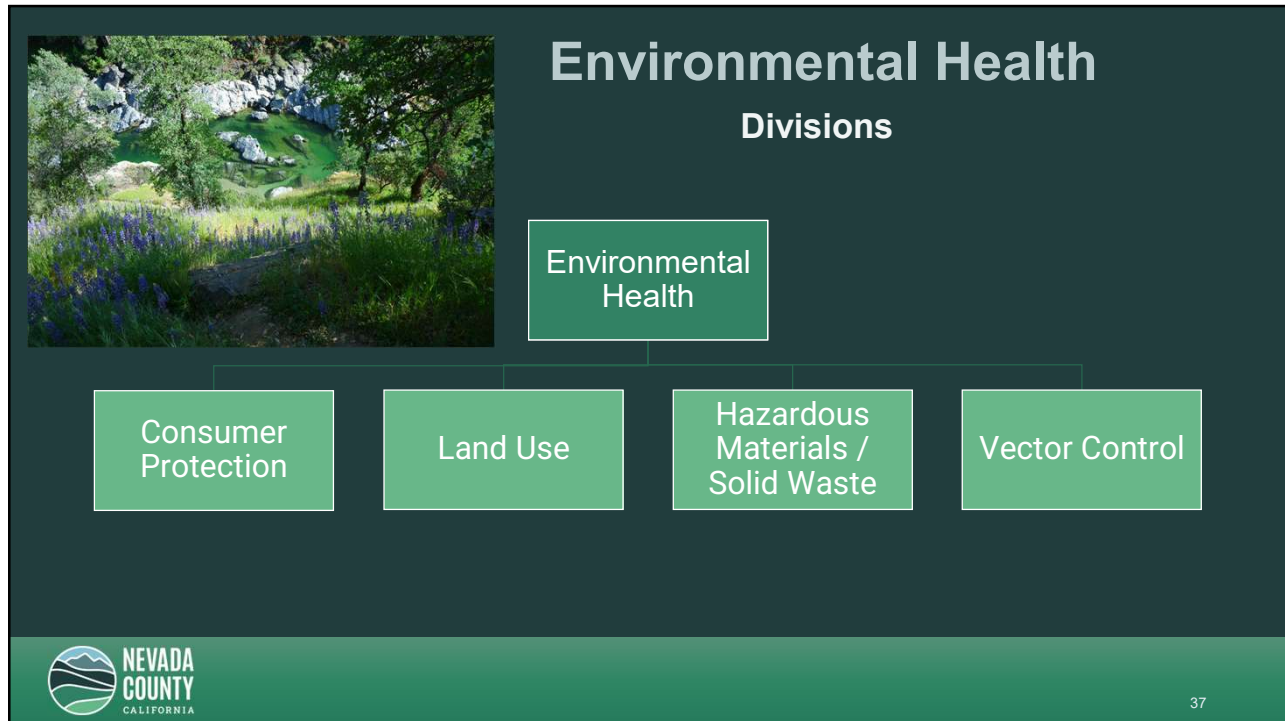 Environmental Health
Divisions
Environmental
Health
Consumer
Protection
Land Use
Hazardous
Materials /
Solid Waste
Vector Control
NEVADA
COUNTY
CALIFORNIA
37